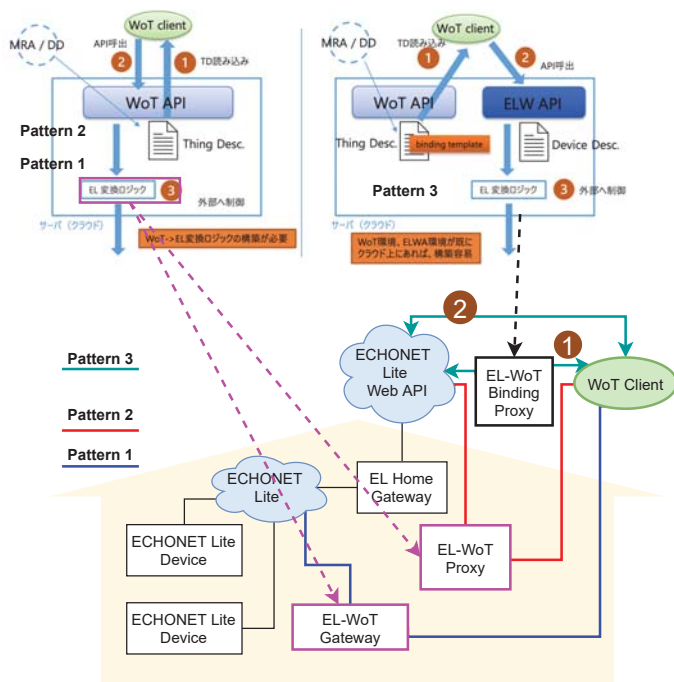 WoT client
MRA / DD
API呼出
2
1
TD読み込み
WoT API
Pattern 2
Thing Desc.
Pattern 1
EL 変換ロジック
3
外部へ制御
サーバ（クラウド）
WoT->EL変換ロジックの構築が必要
WoT client
MRA / DD
TD読み込み
1
2
API呼出
WoT API
ELW API
Thing Desc.
binding template
Device Desc.
Pattern 3
EL 変換ロジック
3
外部へ制御
サーバ（クラウド）
WoT環境、ELWA環境が既に
クラウド上にあれば、構築容易
2
1
ECHONET
Lite
Web API
EL-WoT
Binding
Proxy
WoT Client
Pattern 3
Pattern 2
Pattern 1
ECHONET
Lite
EL Home
Gateway
ECHONET Lite
Device
EL-WoT
Proxy
ECHONET Lite
Device
EL-WoT
Gateway